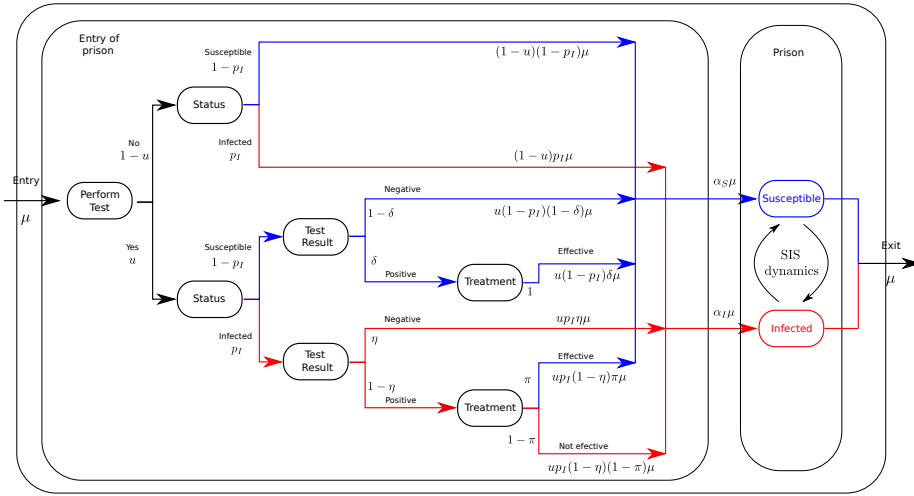 Entry of
prison
Prison
Susceptible
1 − p_I
(1 − u)(1 − p_I)μ
Status
No
1 − u
Infected
p_I
(1 − u)p_Iμ
Entry
μ
Perform
Test
Negative
1 − δ
u(1 − p_I)(1 − δ)μ
α_Sμ
Susceptible
Yes
u
Susceptible
1 − p_I
Test
Result
δ
Positive
Effective
u(1 − p_I)δμ
Treatment
1
SIS
dynamics
Exit
μ
Status
Infected
p_I
Negative
η
up_Iημ
α_Iμ
Infected
Test
Result
1 − η
Positive
Effective
π
up_I(1 − η)πμ
Treatment
1 − π
Not efective
up_I(1 − η)(1 − π)μ